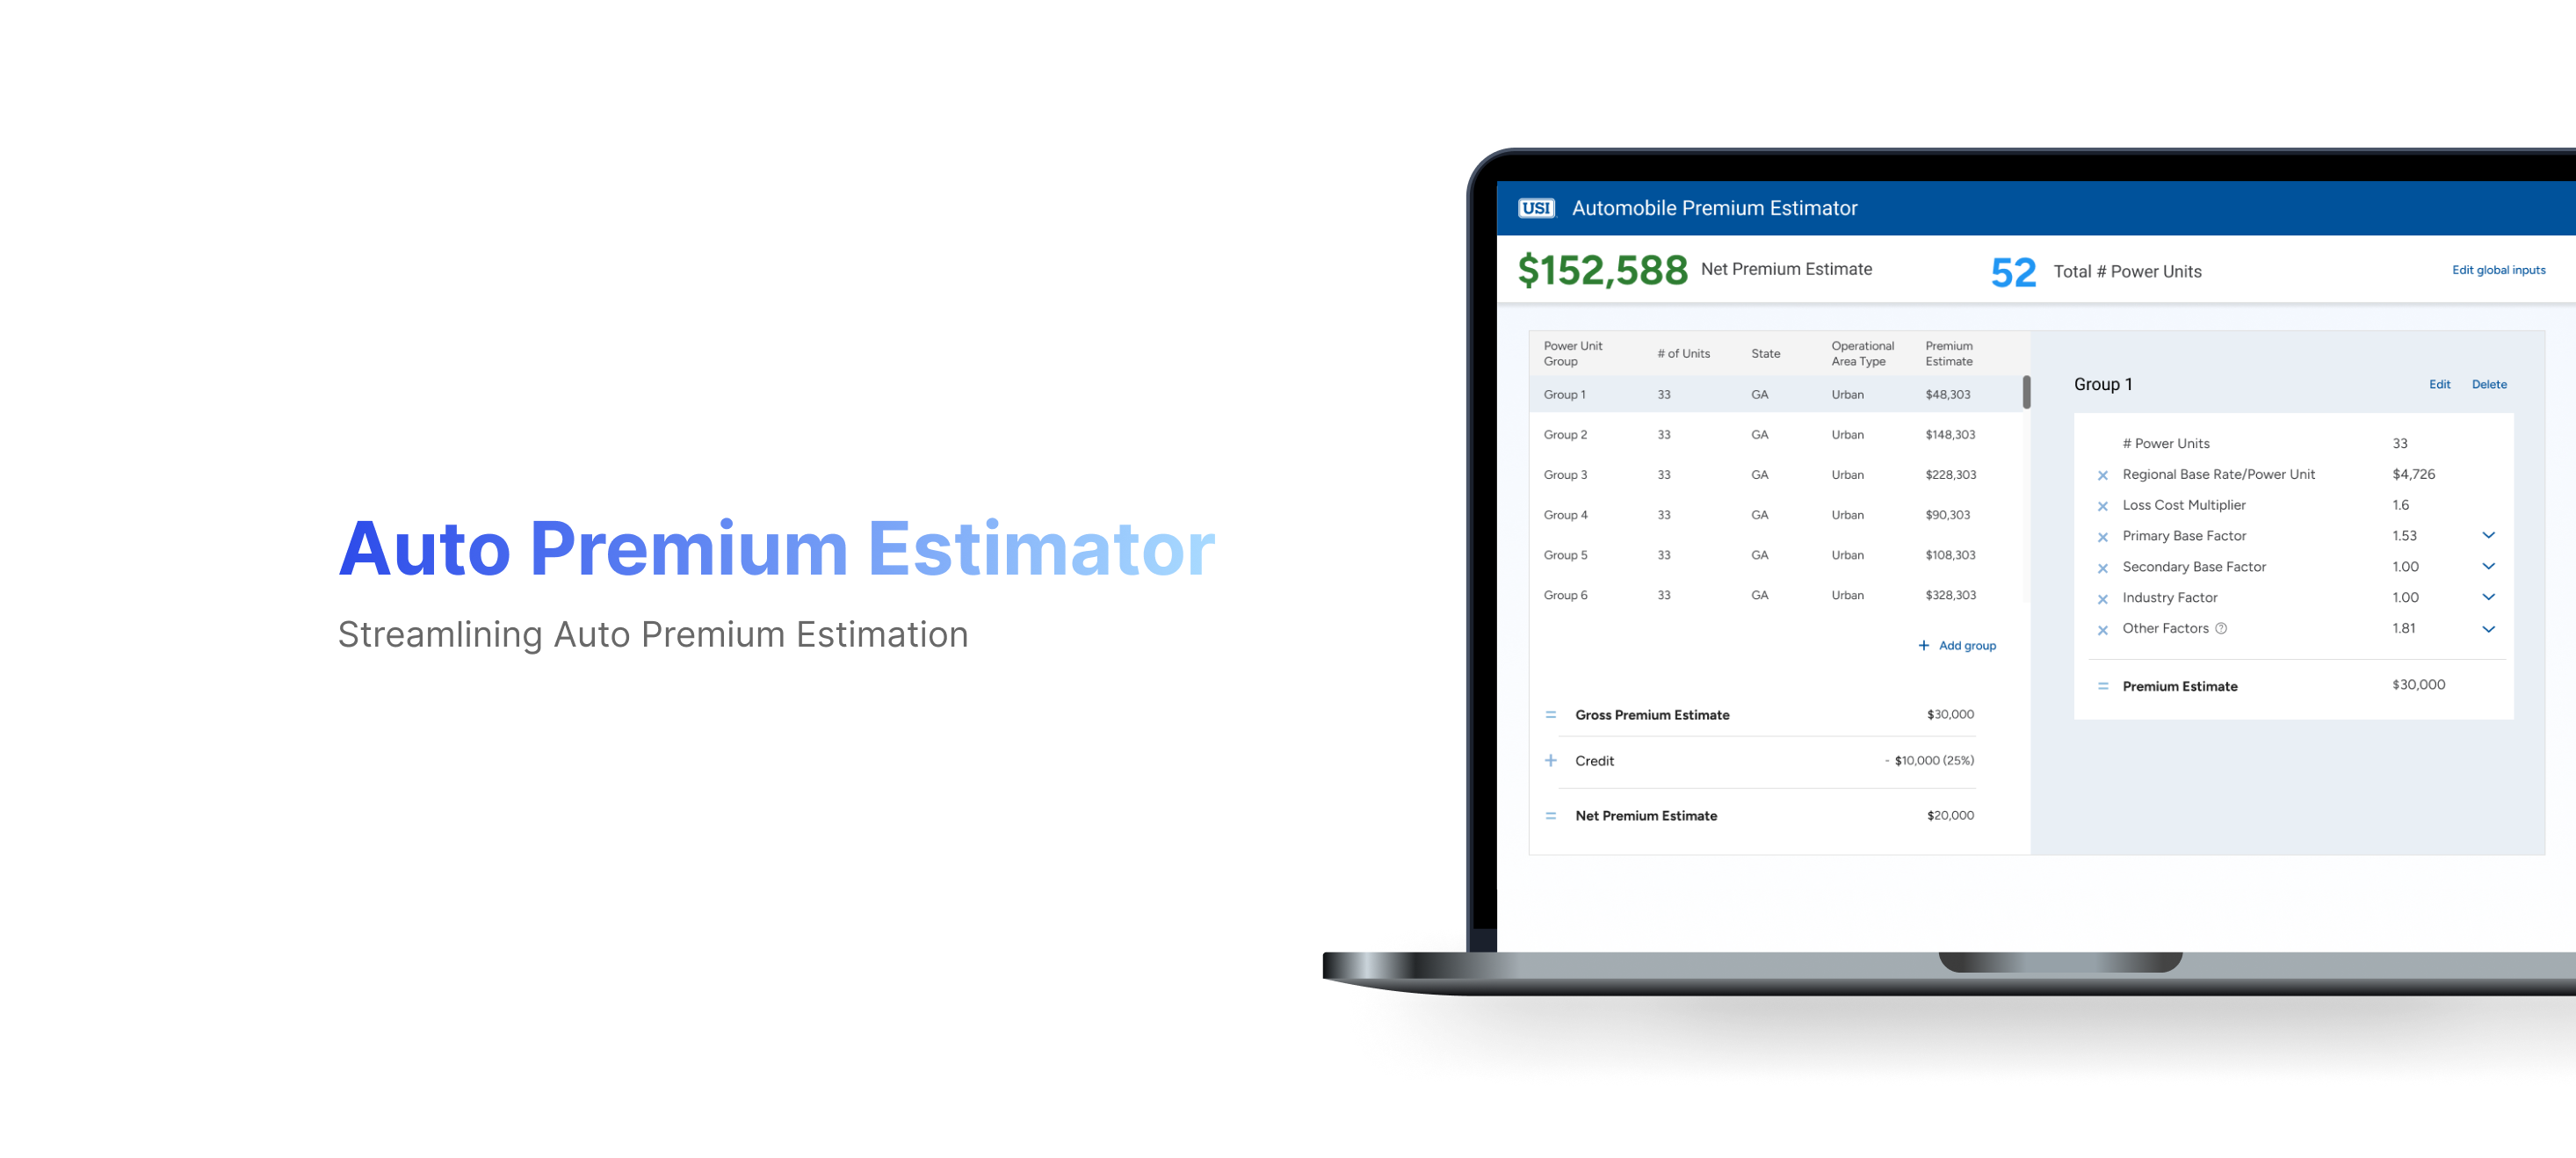 Auto Premium Estimator
Streamlining Auto Premium Estimation
USI Automobile Premium Estimator
$152,588 Net Premium Estimate 52 Total # Power Units Edit global inputs
Power Unit Group # of Units State Operational Area Type Premium Estimate
Group 1 33 GA Urban $48,303
Group 2 33 GA Urban $148,303
Group 3 33 GA Urban $228,303
Group 4 33 GA Urban $90,303
Group 5 33 GA Urban $108,303
Group 6 33 GA Urban $328,303
+ Add group
= Gross Premium Estimate $30,000
+ Credit - $10,000 (25%)
= Net Premium Estimate $20,000
Group 1 Edit Delete
# Power Units 33
× Regional Base Rate/Power Unit $4,726
× Loss Cost Multiplier 1.6
× Primary Base Factor 1.53
× Secondary Base Factor 1.00
× Industry Factor 1.00
× Other Factors ? 1.81
= Premium Estimate $30,000